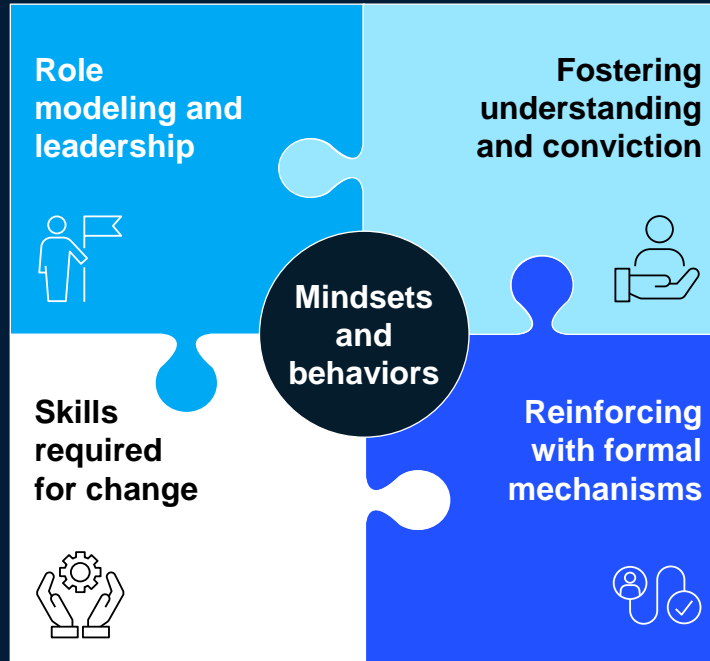 Role
modeling and
leadership
Fostering
understanding
and conviction
Mindsets
and
behaviors
Skills
required
for change
Reinforcing
with formal
mechanisms